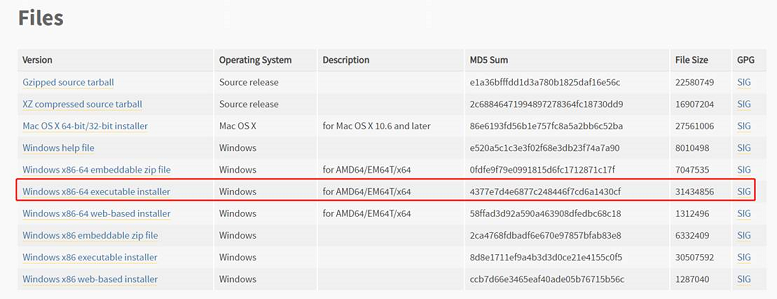 Files
Version Operating System Description MD5 Sum File Size GPG
Gzipped source tarball Source release e1a36bfffdd1d3a780b1825daf16e56c 22580749 SIG
XZ compressed source tarball Source release 2c68846471994897278364fc18730dd9 16907204 SIG
Mac OS X 64-bit/32-bit installer Mac OS X for Mac OS X 10.6 and later 86e6193fd56b1e757fc8a5a2bb6c52ba 27561006 SIG
Windows help file Windows e520a5c1c3e3f02f68e3db23f74a7a90 8010498 SIG
Windows x86-64 embeddable zip file Windows for AMD64/EM64T/x64 0fdfe9f79e0991815d6fc1712871c17f 7047535 SIG
Windows x86-64 executable installer Windows for AMD64/EM64T/x64 4377e7d4e6877c248446f7cd6a1430cf 31434856 SIG
Windows x86-64 web-based installer Windows for AMD64/EM64T/x64 58ffad3d92a590a463908dfedbc68c18 1312496 SIG
Windows x86 embeddable zip file Windows 2ca4768fdbadf6e670e97857bfab83e8 6332409 SIG
Windows x86 executable installer Windows 8d8e1711ef9a4b3d3d0ce21e4155c0f5 30507592 SIG
Windows x86 web-based installer Windows ccb7d66e3465eaf40ade05b76715b56c 1287040 SIG